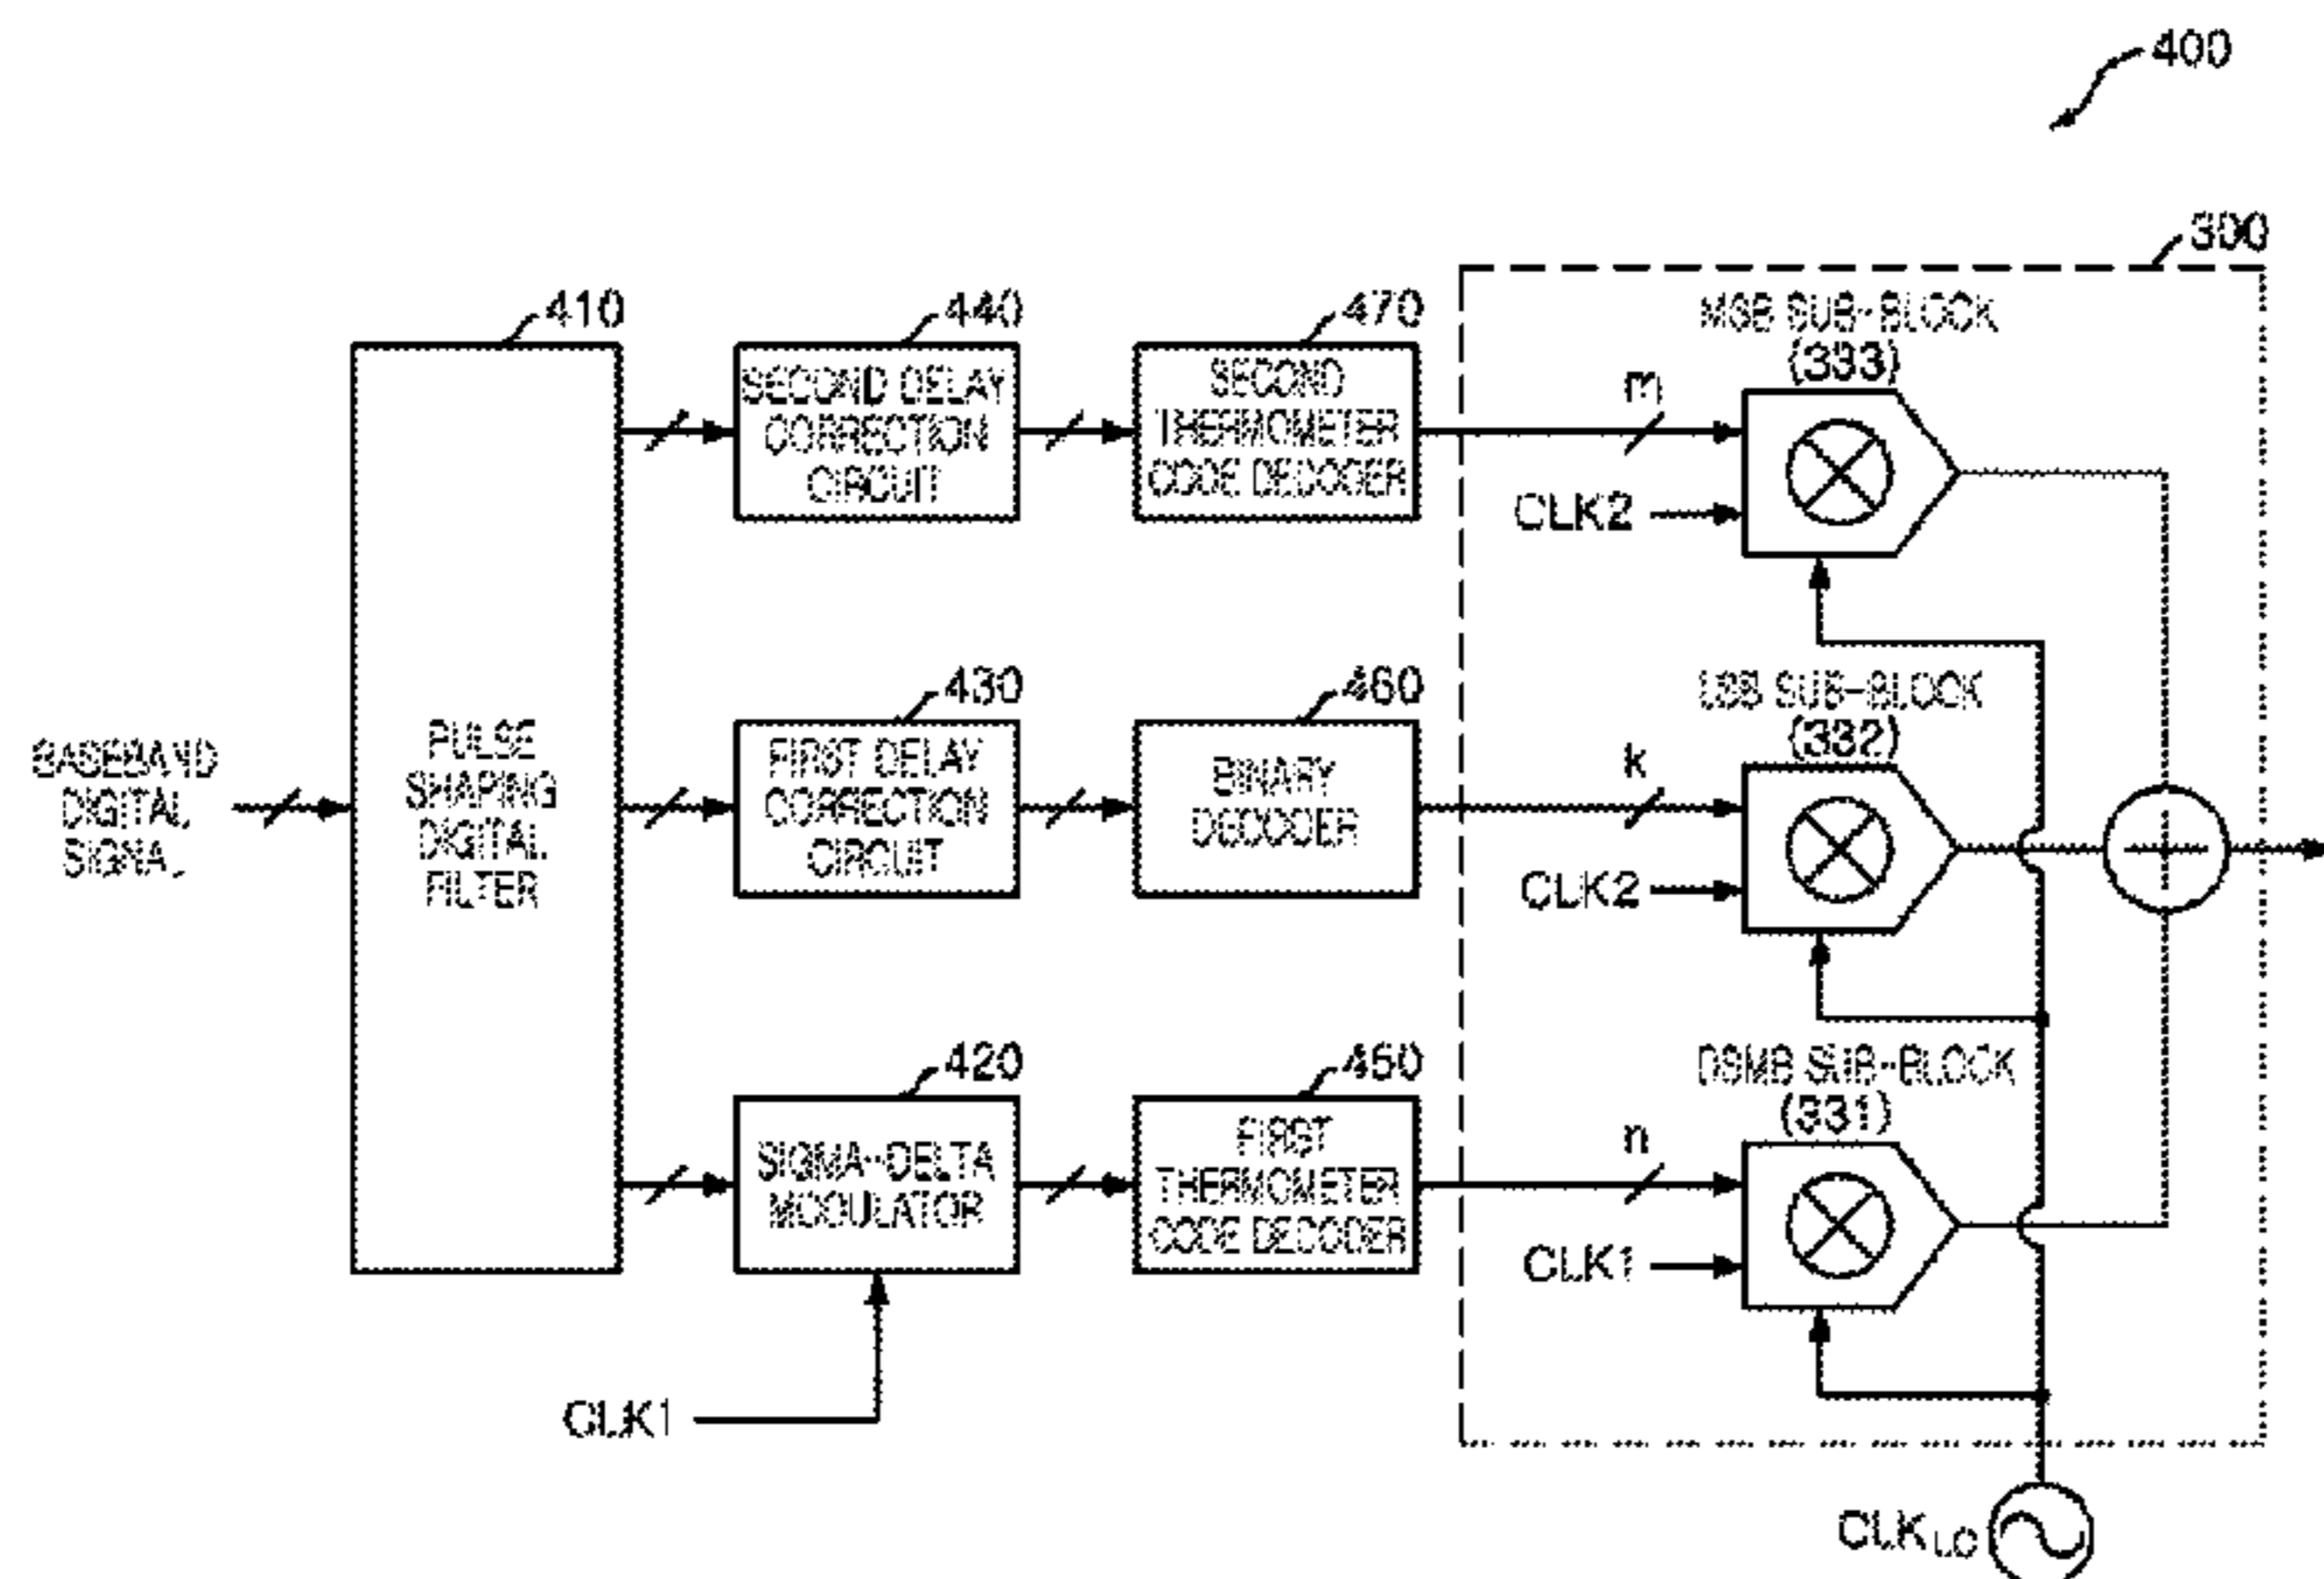 400
300
410
440
470
MSB SUB-BLOCK
(333)
SECOND DELAY
CORRECTION
CIRCUIT
SECOND
THERMOMETER
CODE DECODER
m
CLK2
430
460
LSB SUB-BLOCK
(332)
BASEBAND
DIGITAL
SIGNAL
PULSE
SHAPING
DIGITAL
FILTER
FIRST DELAY
CORRECTION
CIRCUIT
BINARY
DECODER
k
CLK2
420
450
DSMB SUB-BLOCK
(331)
SIGMA-DELTA
MODULATOR
FIRST
THERMOMETER
CODE DECODER
n
CLK1
CLK1
CLK LO